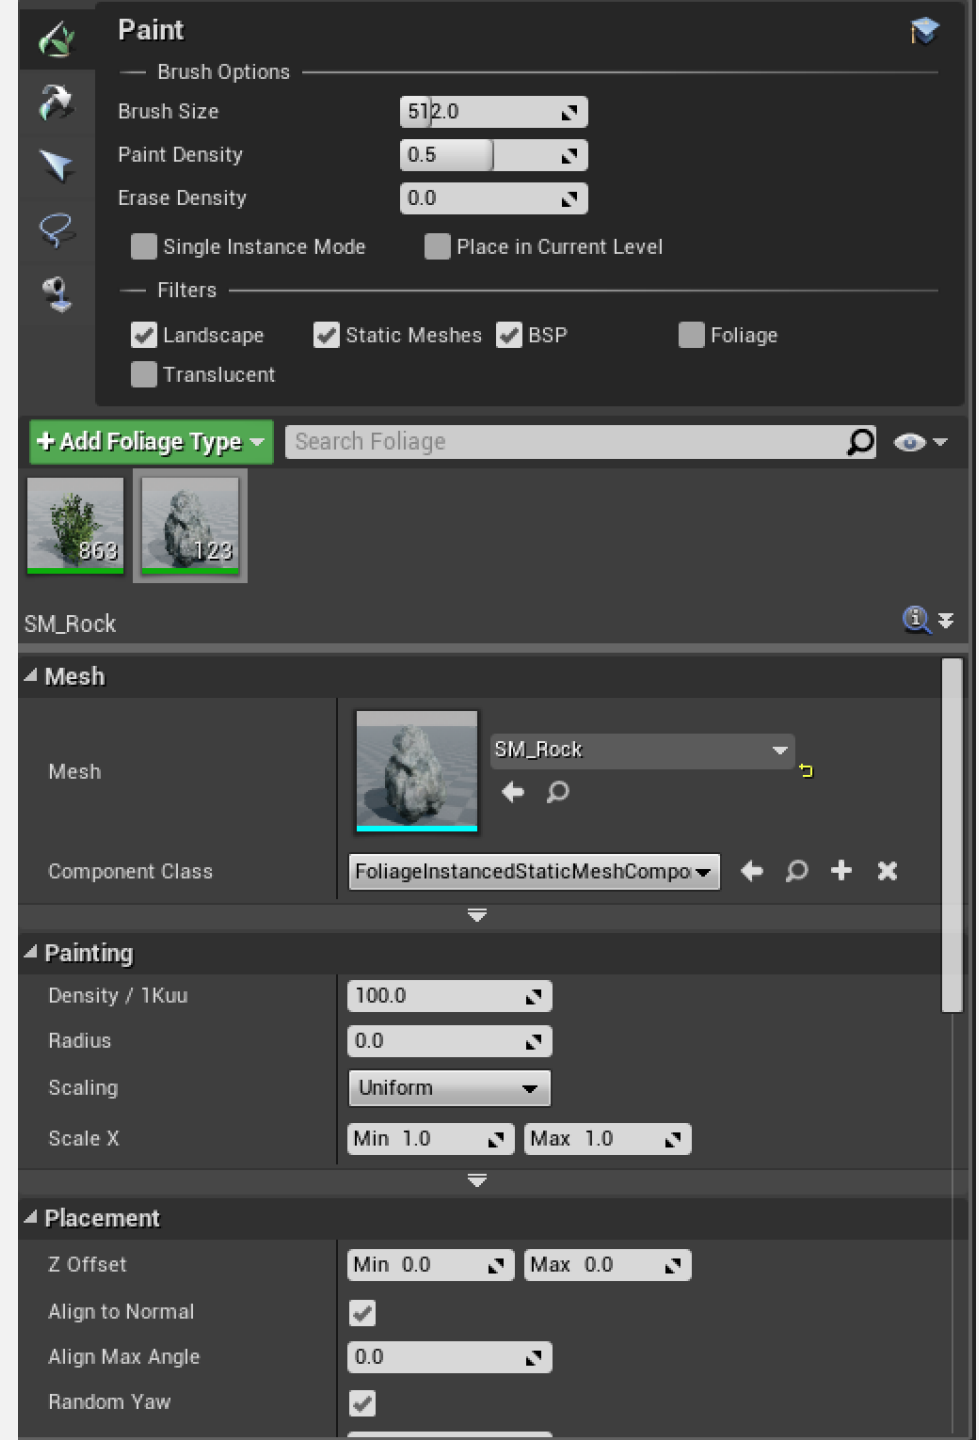 Paint
Brush Options
Brush Size 512.0
Paint Density 0.5
Erase Density 0.0
Single Instance Mode Place in Current Level
Filters
Landscape Static Meshes BSP Foliage
Translucent
+ Add Foliage Type Search Foliage
863 123
SM_Rock
Mesh
Mesh SM_Rock
Component Class FoliageInstancedStaticMeshCompo
Painting
Density / 1Kuu 100.0
Radius 0.0
Scaling Uniform
Scale X Min 1.0 Max 1.0
Placement
Z Offset Min 0.0 Max 0.0
Align to Normal
Align Max Angle 0.0
Random Yaw